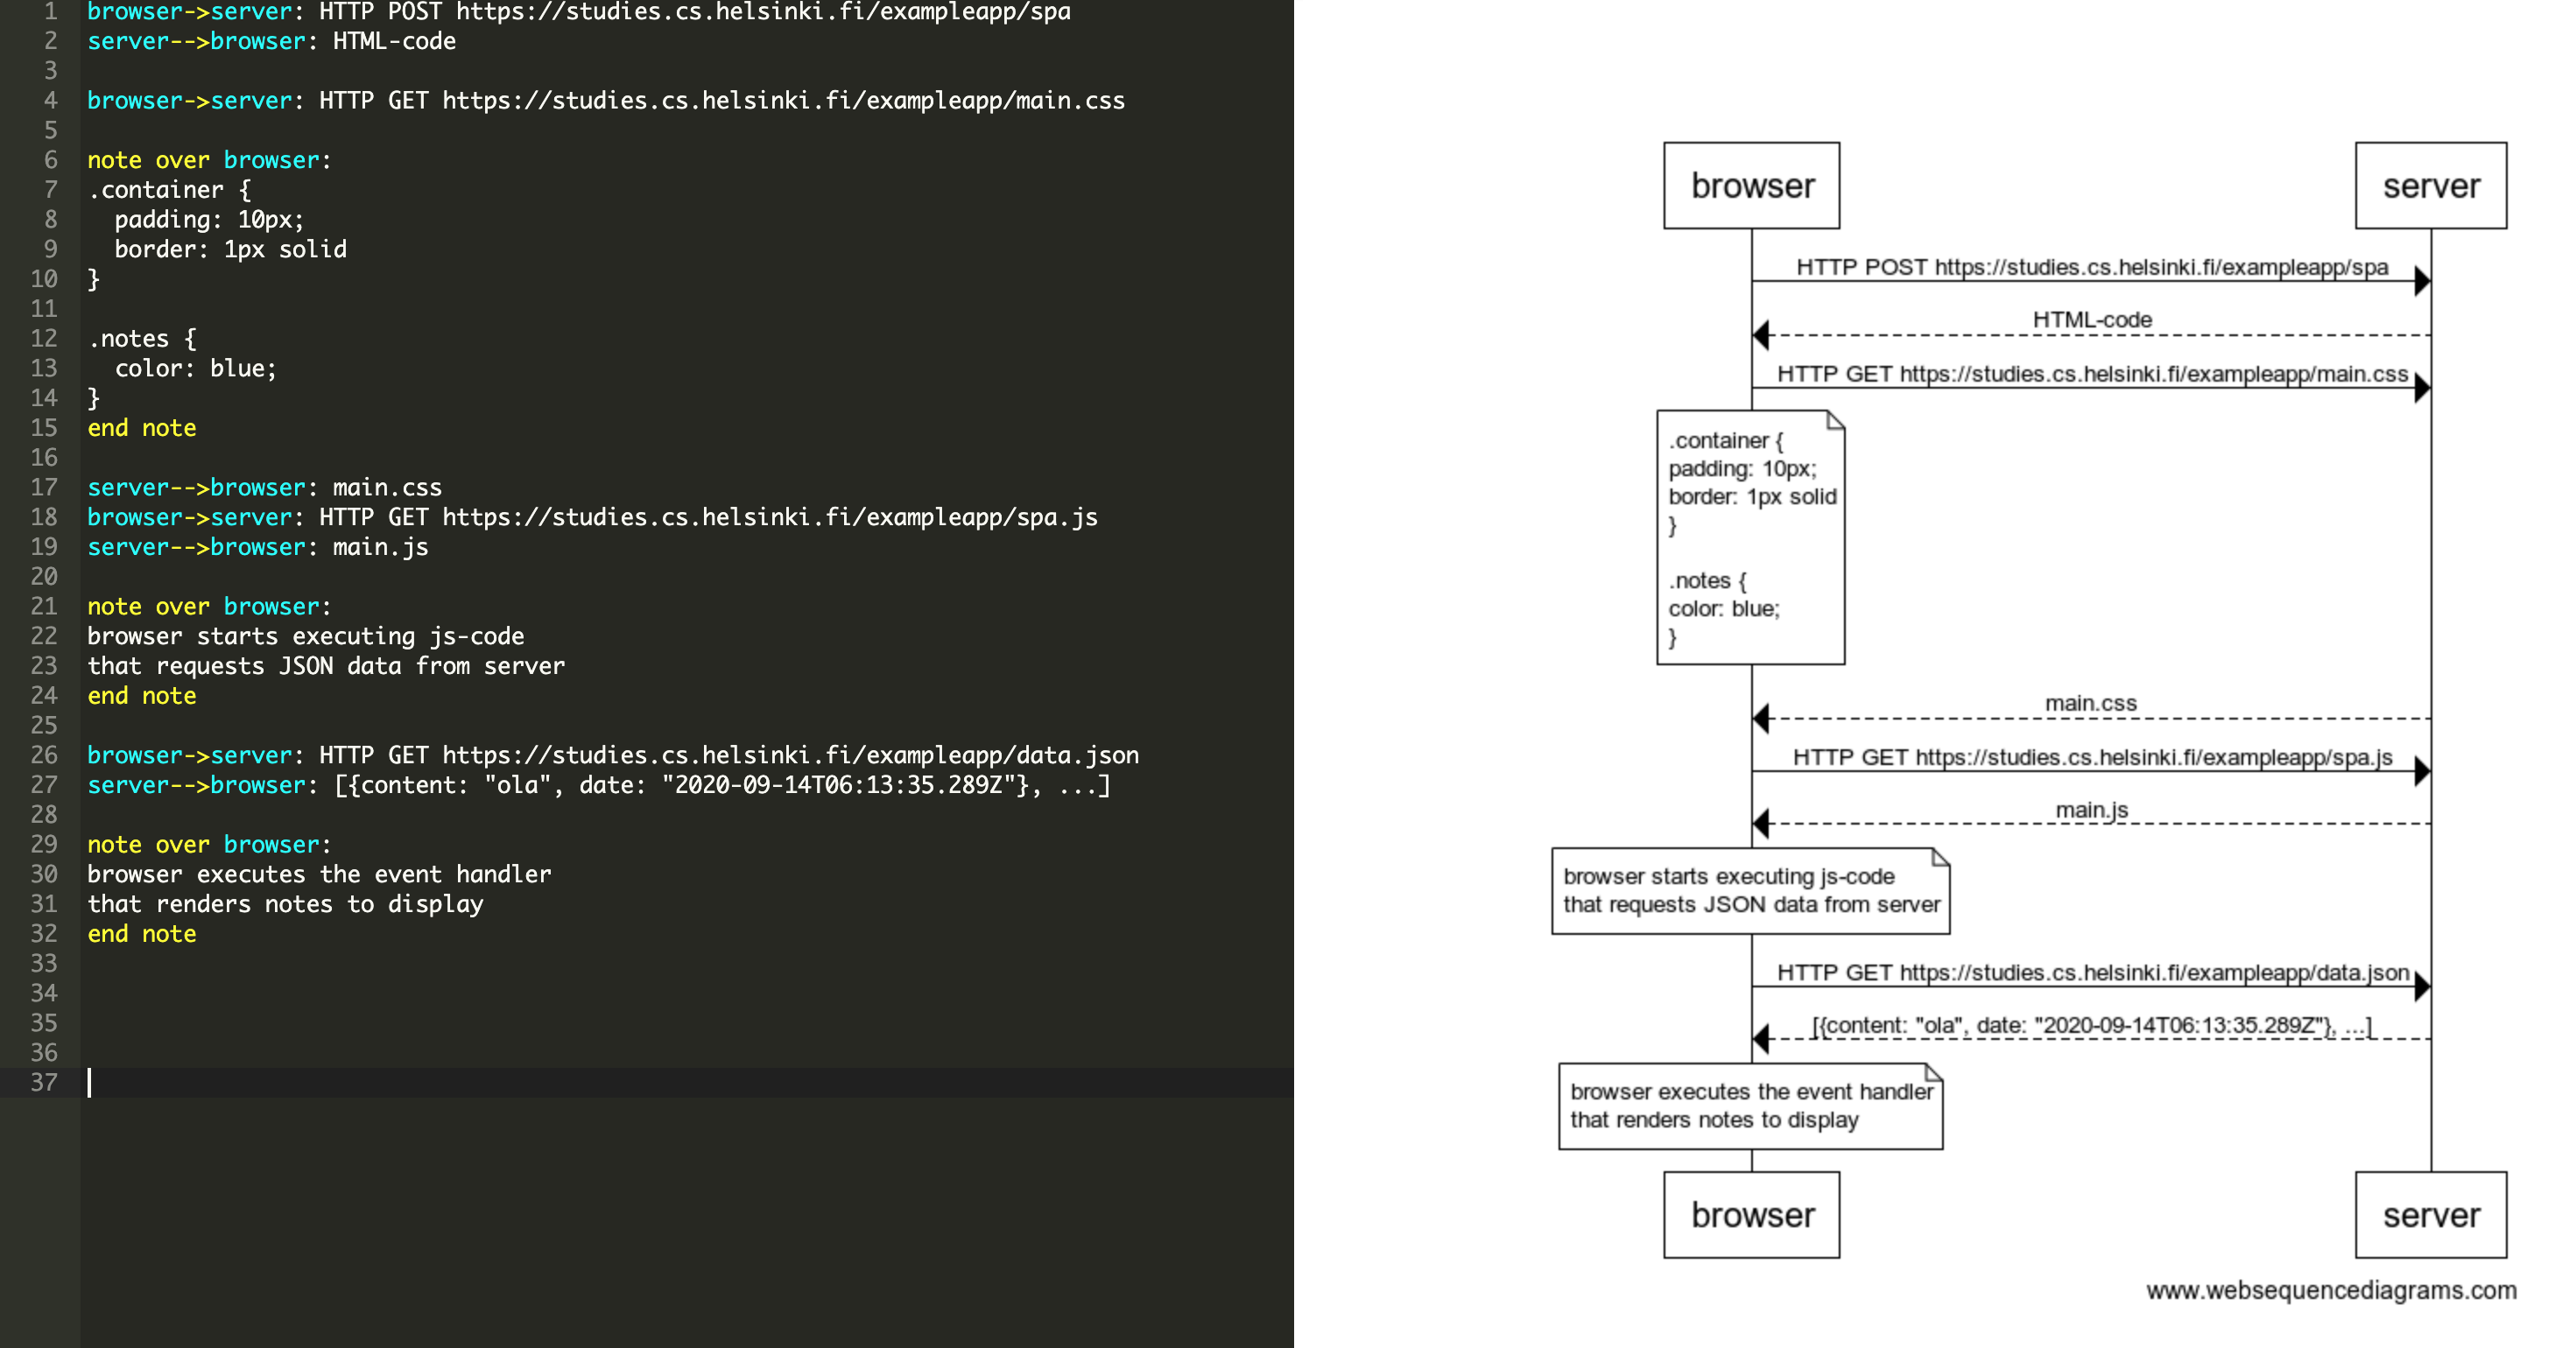 1 browser->server: HTTP POST https://studies.cs.helsinki.fi/exampleapp/spa
2 server-->browser: HTML-code
3
4 browser->server: HTTP GET https://studies.cs.helsinki.fi/exampleapp/main.css
5
6 note over browser:
7 .container {
8   padding: 10px;
9   border: 1px solid
10 }
11
12 .notes {
13   color: blue;
14 }
15 end note
16
17 server-->browser: main.css
18 browser->server: HTTP GET https://studies.cs.helsinki.fi/exampleapp/spa.js
19 server-->browser: main.js
20
21 note over browser:
22 browser starts executing js-code
23 that requests JSON data from server
24 end note
25
26 browser->server: HTTP GET https://studies.cs.helsinki.fi/exampleapp/data.json
27 server-->browser: [{content: "ola", date: "2020-09-14T06:13:35.289Z"}, ...]
28
29 note over browser:
30 browser executes the event handler
31 that renders notes to display
32 end note
33
34
35
36
37
browser
server
HTTP POST https://studies.cs.helsinki.fi/exampleapp/spa
HTML-code
HTTP GET https://studies.cs.helsinki.fi/exampleapp/main.css
.container {
padding: 10px;
border: 1px solid
}
.notes {
color: blue;
}
main.css
HTTP GET https://studies.cs.helsinki.fi/exampleapp/spa.js
main.js
browser starts executing js-code
that requests JSON data from server
HTTP GET https://studies.cs.helsinki.fi/exampleapp/data.json
[{content: "ola", date: "2020-09-14T06:13:35.289Z"}, ...]
browser executes the event handler
that renders notes to display
browser
server
www.websequencediagrams.com